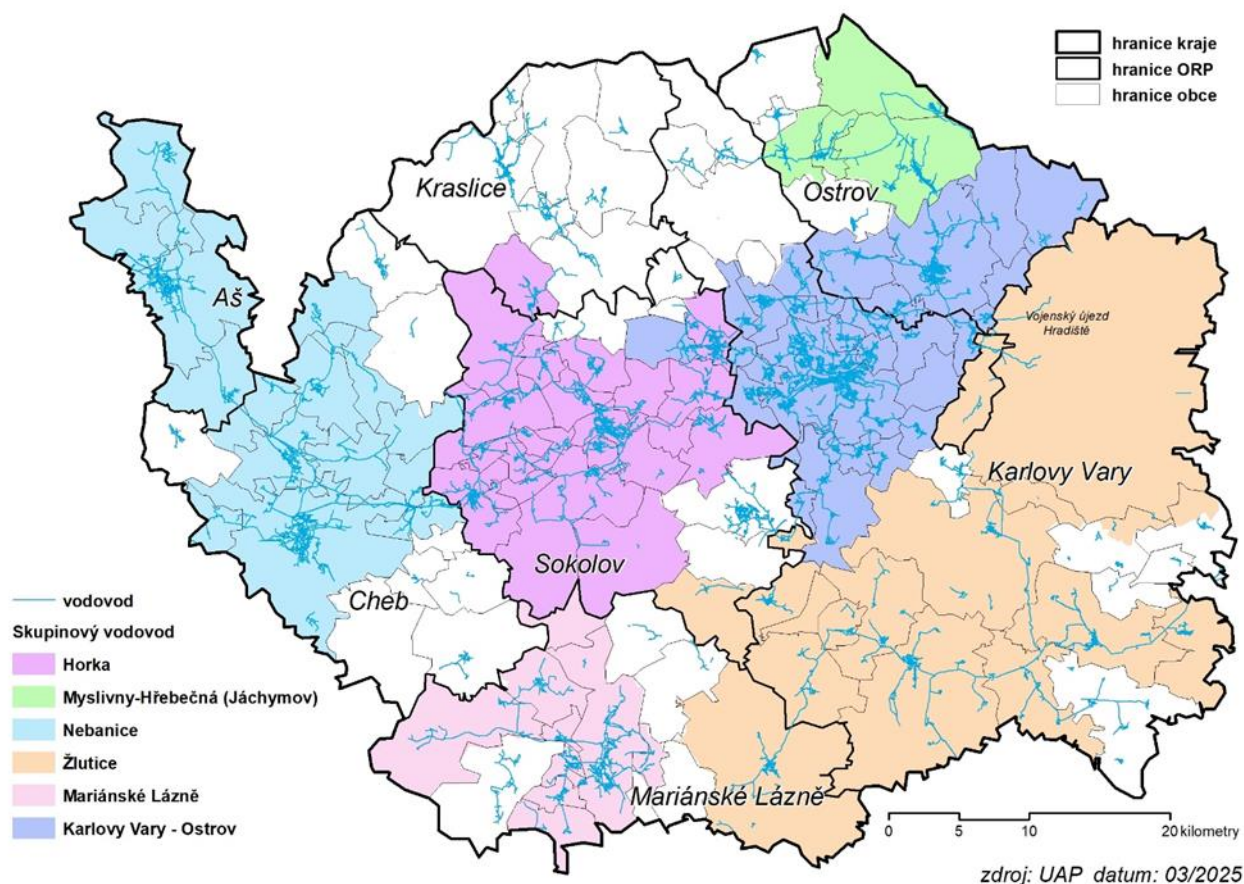 hranice kraje
hranice ORP
hranice obce
Kraslice
Ostrov
Aš
Vojenský újezd
Hradiště
Karlovy Vary
Sokolov
Cheb
Mariánské Lázně
vodovod
Skupinový vodovod
Horka
Myslivny-Hřebečná (Jáchymov)
Nebanice
Žlutice
Mariánské Lázně
Karlovy Vary - Ostrov
0 5 10 20 kilometry
zdroj: UAP datum: 03/2025